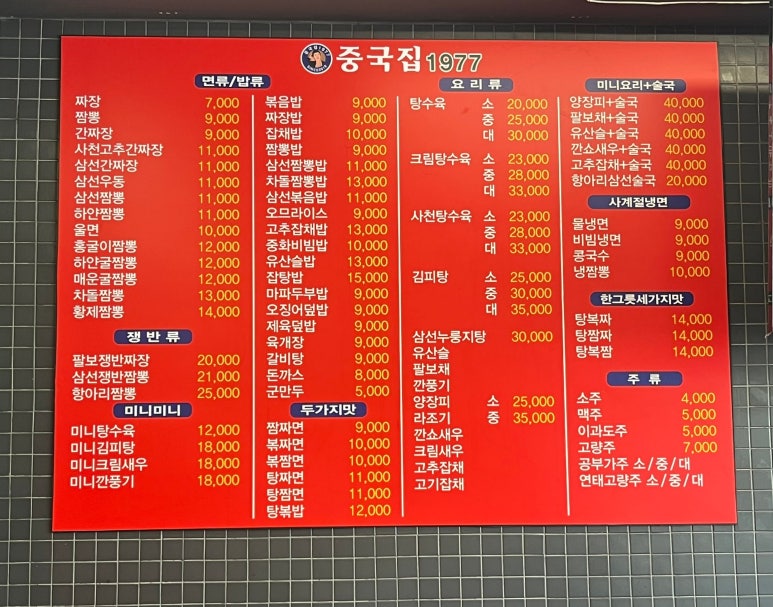 중국집1977
면류/밥류
짜장 7,000
짬뽕 9,000
간짜장 9,000
사천고추간짜장 11,000
삼선간짜장 11,000
삼선우동 11,000
삼선짬뽕 11,000
하얀짬뽕 11,000
울면 10,000
홍굴이짬뽕 12,000
하얀굴짬뽕 12,000
매운굴짬뽕 12,000
차돌짬뽕 13,000
황제짬뽕 14,000
쟁반류
팔보쟁반짜장 20,000
삼선쟁반짬뽕 21,000
항아리짬뽕 25,000
미니미니
미니탕수육 12,000
미니김피탕 18,000
미니크림새우 18,000
미니깐풍기 18,000
볶음밥 9,000
짜장밥 9,000
잡채밥 10,000
짬뽕밥 9,000
삼선짬뽕밥 11,000
차돌짬뽕밥 13,000
삼선볶음밥 11,000
오므라이스 9,000
고추잡채밥 13,000
중화비빔밥 10,000
유산슬밥 13,000
잡탕밥 15,000
마파두부밥 9,000
오징어덮밥 9,000
제육덮밥 9,000
육개장 9,000
갈비탕 9,000
돈까스 8,000
군만두 5,000
두가지맛
짬짜면 9,000
볶짜면 10,000
볶짬면 10,000
탕짜면 11,000
탕짬면 11,000
탕볶밥 12,000
요리류
탕수육 소 20,000
중 25,000
대 30,000
크림탕수육 소 23,000
중 28,000
대 33,000
사천탕수육 소 23,000
중 28,000
대 33,000
김피탕 소 25,000
중 30,000
대 35,000
삼선누룽지탕 30,000
유산슬
팔보채
깐풍기
양장피 소 25,000
라조기 중 35,000
깐쇼새우
크림새우
고추잡채
고기잡채
미니요리+술국
양장피+술국 40,000
팔보채+술국 40,000
유산슬+술국 40,000
깐쇼새우+술국 40,000
고추잡채+술국 40,000
항아리삼선술국 20,000
사계절냉면
물냉면 9,000
비빔냉면 9,000
콩국수 9,000
냉짬뽕 10,000
한그릇세가지맛
탕복짜 14,000
탕짬짜 14,000
탕복짬 14,000
주류
소주 4,000
맥주 5,000
이과도주 5,000
고량주 7,000
공부가주 소/중/대
연태고량주 소/중/대